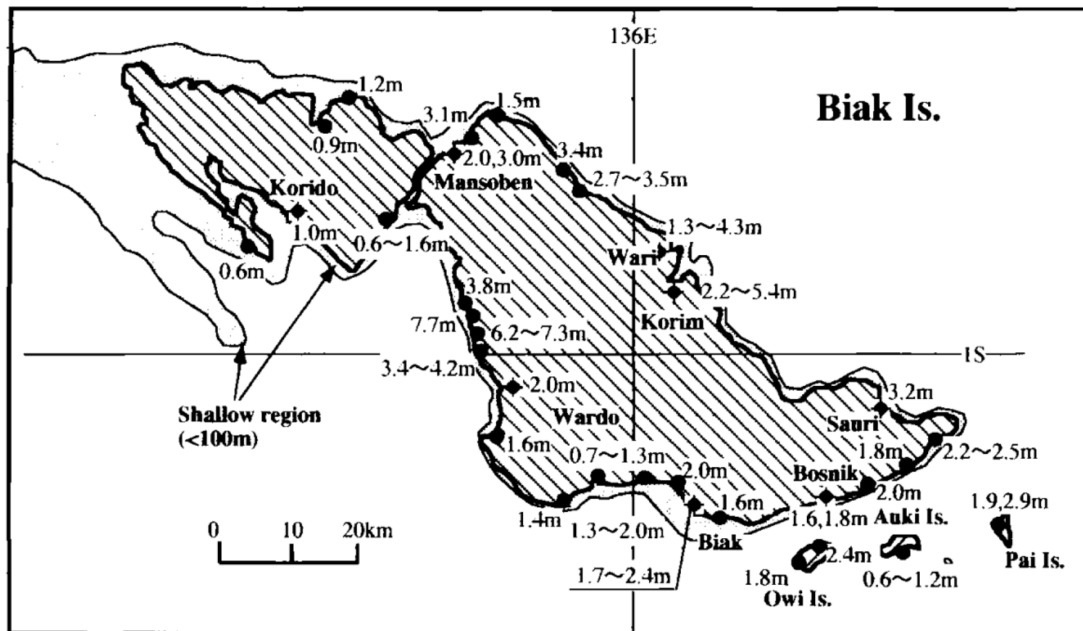 136E
Biak Is.
1.2m
3.1m
1.5m
0.9m
2.0,3.0m
3.4m
Mansoben
2.7~3.5m
Korido
1.0m
0.6~1.6m
1.3~4.3m
Wari
0.6m
3.8m
2.2~5.4m
Korim
7.7m
6.2~7.3m
3.4~4.2m
1S
2.0m
Shallow region
(<100m)
Wardo
3.2m
Sauri
1.6m
0.7~1.3m
1.8m
2.2~2.5m
2.0m
Bosnik
2.0m
1.4m
1.3~2.0m
1.6m
1.6,1.8m
Auki Is.
1.9,2.9m
Biak
0 10 20km
1.7~2.4m
1.8m
2.4m
0.6~1.2m
Pai Is.
Owi Is.